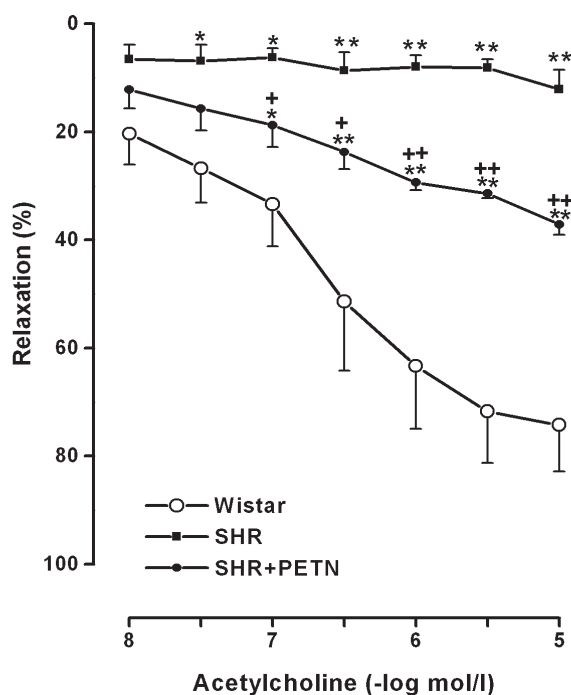 0
20
40
60
80
100
Relaxation (%)
* * ** ** ** **
+ + ++ ++ ++
* ** ** ** **
Wistar
SHR
SHR+PETN
8 7 6 5
Acetylcholine (-log mol/l)